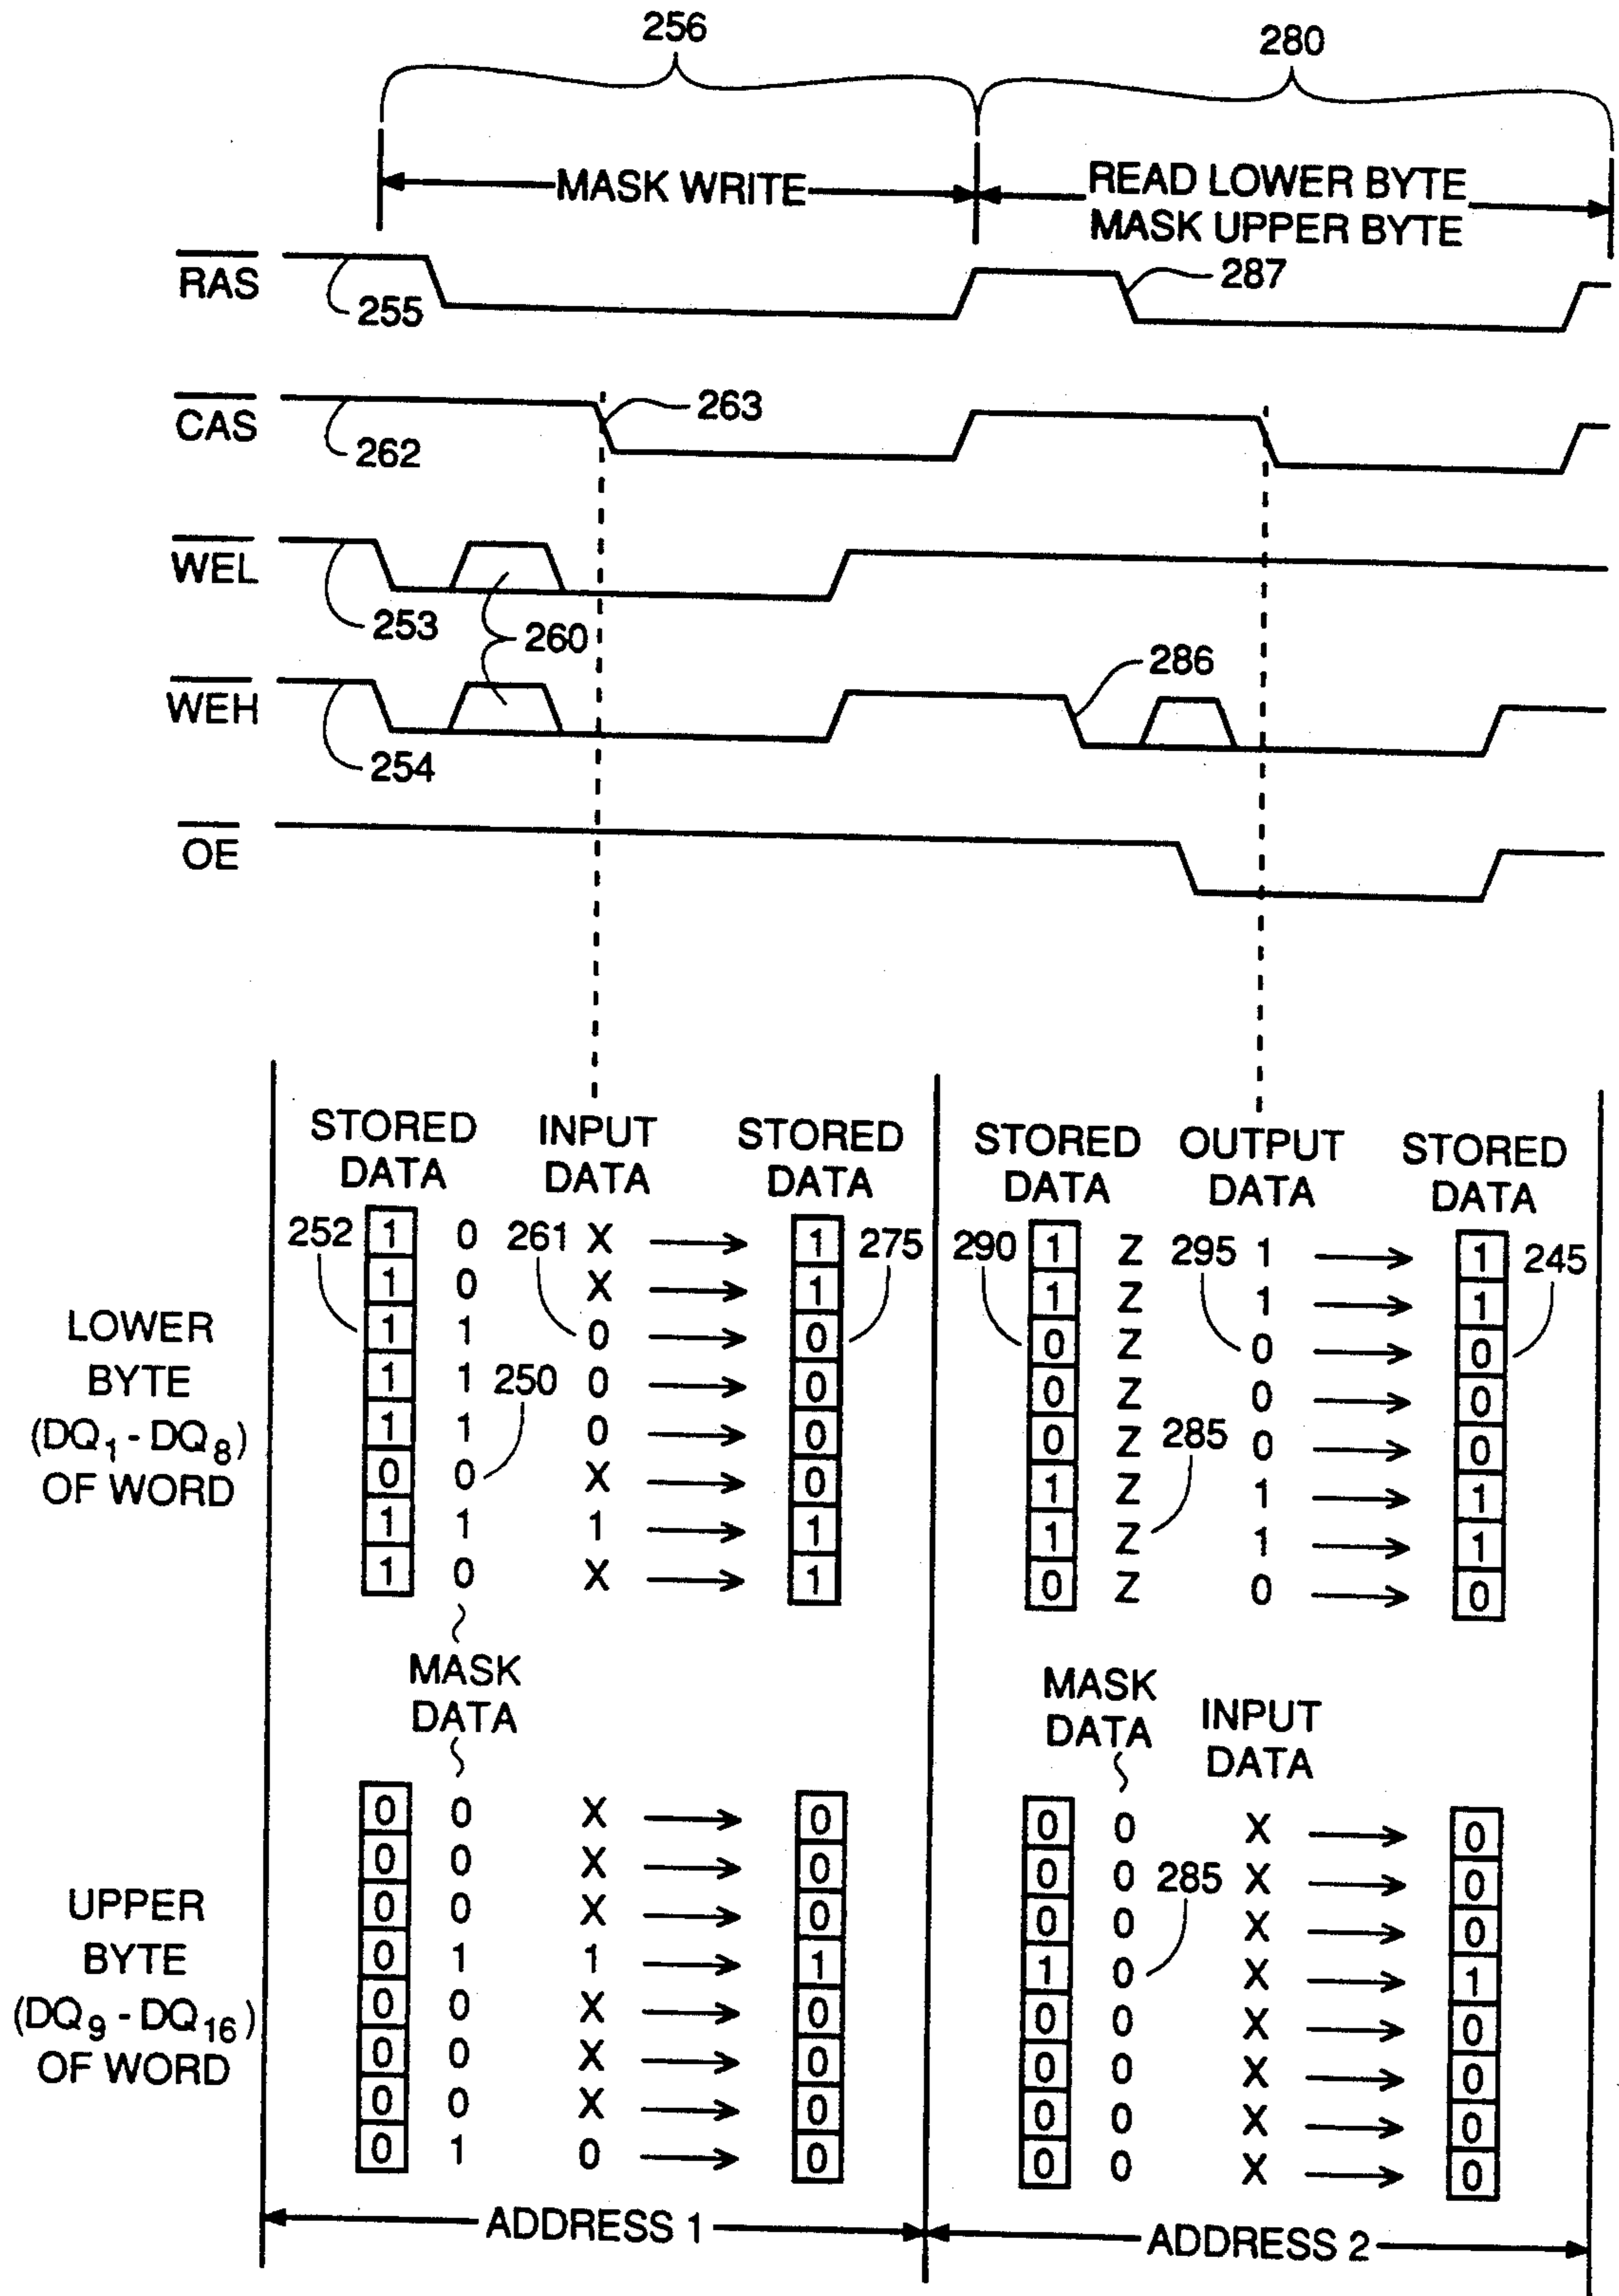 256 280
MASK WRITE READ LOWER BYTE
MASK UPPER BYTE
RAS 255 287
CAS 262 263
WEL 253 260
WEH 254 286
OE
STORED DATA INPUT DATA STORED DATA STORED DATA OUTPUT DATA STORED DATA
252 1 0 261 X 1 275 290 1 Z 295 1 1 245
1 0 X 1 1 Z 1 1
LOWER 1 1 0 0 0 Z 0 0
BYTE 1 1 250 0 0 0 Z 0 0
(DQ1 - DQ8) 1 1 0 0 0 Z 285 0 0
OF WORD 0 0 X 0 1 Z 1 1
1 1 1 1 1 Z 1 1
1 0 X 1 0 Z 0 0
MASK DATA MASK DATA INPUT DATA
0 0 X 0 0 0 X 0
0 0 X 0 0 0 285 X 0
UPPER 0 0 X 0 0 0 X 0
BYTE 0 1 1 1 1 0 X 1
(DQ9 - DQ16) 0 0 X 0 0 0 X 0
OF WORD 0 0 X 0 0 0 X 0
0 0 X 0 0 0 X 0
0 1 0 0 0 0 X 0
ADDRESS 1 ADDRESS 2